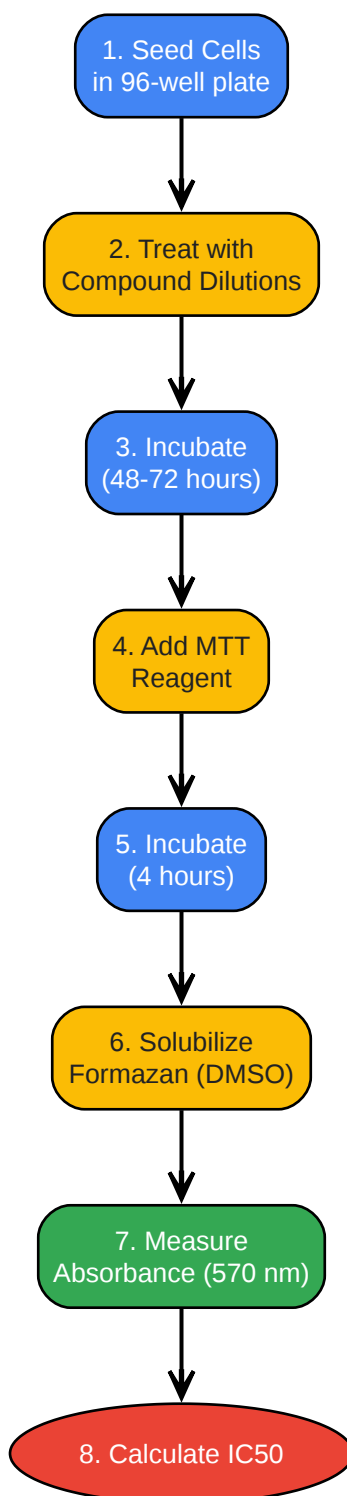 1. Seed Cells
in 96-well plate
2. Treat with
Compound Dilutions
3. Incubate
(48-72 hours)
4. Add MTT
Reagent
5. Incubate
(4 hours)
6. Solubilize
Formazan (DMSO)
7. Measure
Absorbance (570 nm)
8. Calculate IC50